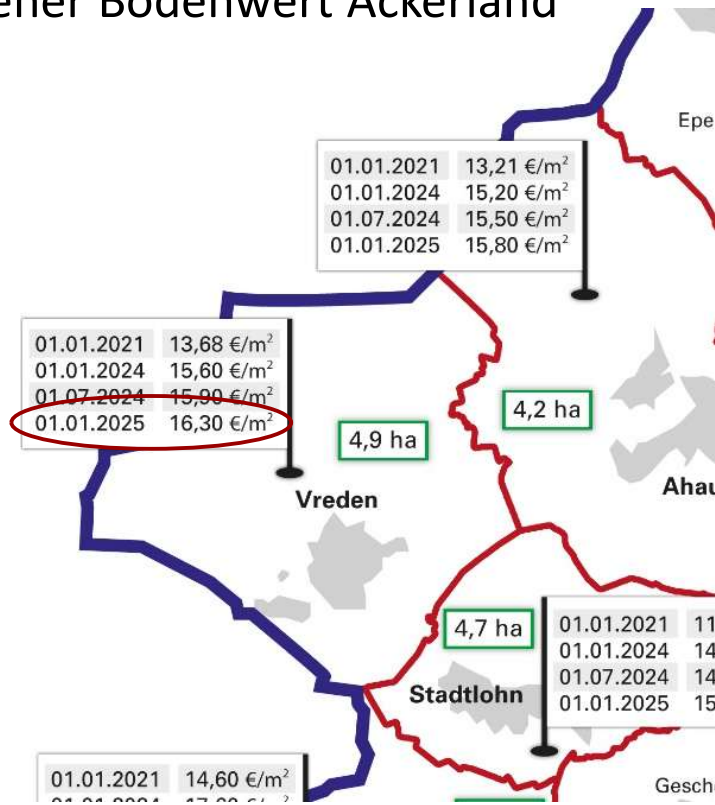 Bodenwert Ackerland
01.01.2021 13,21 €/m²
01.01.2024 15,20 €/m²
01.07.2024 15,50 €/m²
01.01.2025 15,80 €/m²
01.01.2021 13,68 €/m²
01.01.2024 15,60 €/m²
01.07.2024 15,90 €/m²
01.01.2025 16,30 €/m²
4,2 ha
4,9 ha
Vreden
4,7 ha
01.01.2021 11
01.01.2024 14
01.07.2024 14
01.01.2025 15
Stadtlohn
01.01.2021 14,60 €/m²